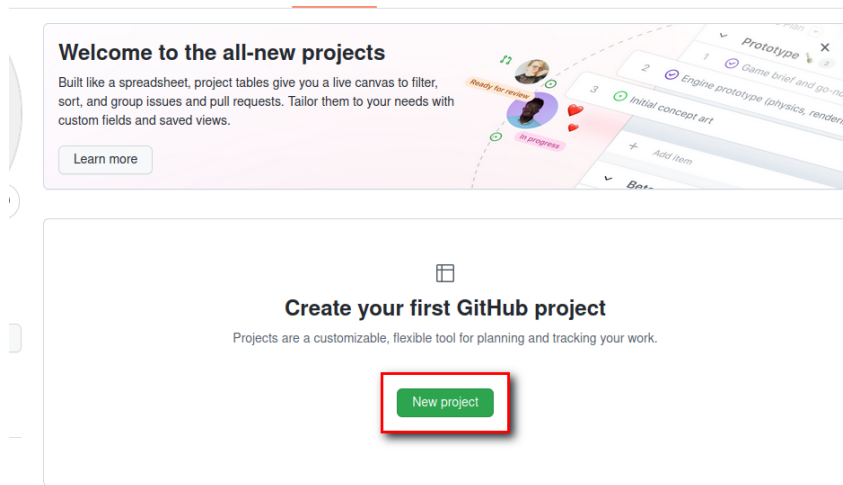 Welcome to the all-new projects
Built like a spreadsheet, project tables give you a live canvas to filter,
sort, and group issues and pull requests. Tailor them to your needs with
custom fields and saved views.
Learn more
Ready for review
In progress
Plan
Prototype
1 Game brief and go-no
2 Engine prototype (physics, renderi
3 Initial concept art
+ Add item
Beta
Create your first GitHub project
Projects are a customizable, flexible tool for planning and tracking your work.
New project